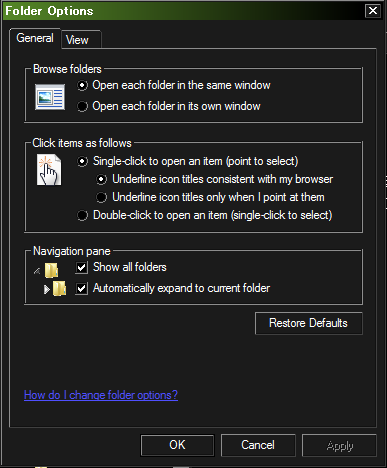 Folder Options
General
View
Browse folders
Open each folder in the same window
Open each folder in its own window
Click items as follows
Single-click to open an item (point to select)
Underline icon titles consistent with my browser
Underline icon titles only when I point at them
Double-click to open an item (single-click to select)
Navigation pane
Show all folders
Automatically expand to current folder
Restore Defaults
How do I change folder options?
OK
Cancel
Apply